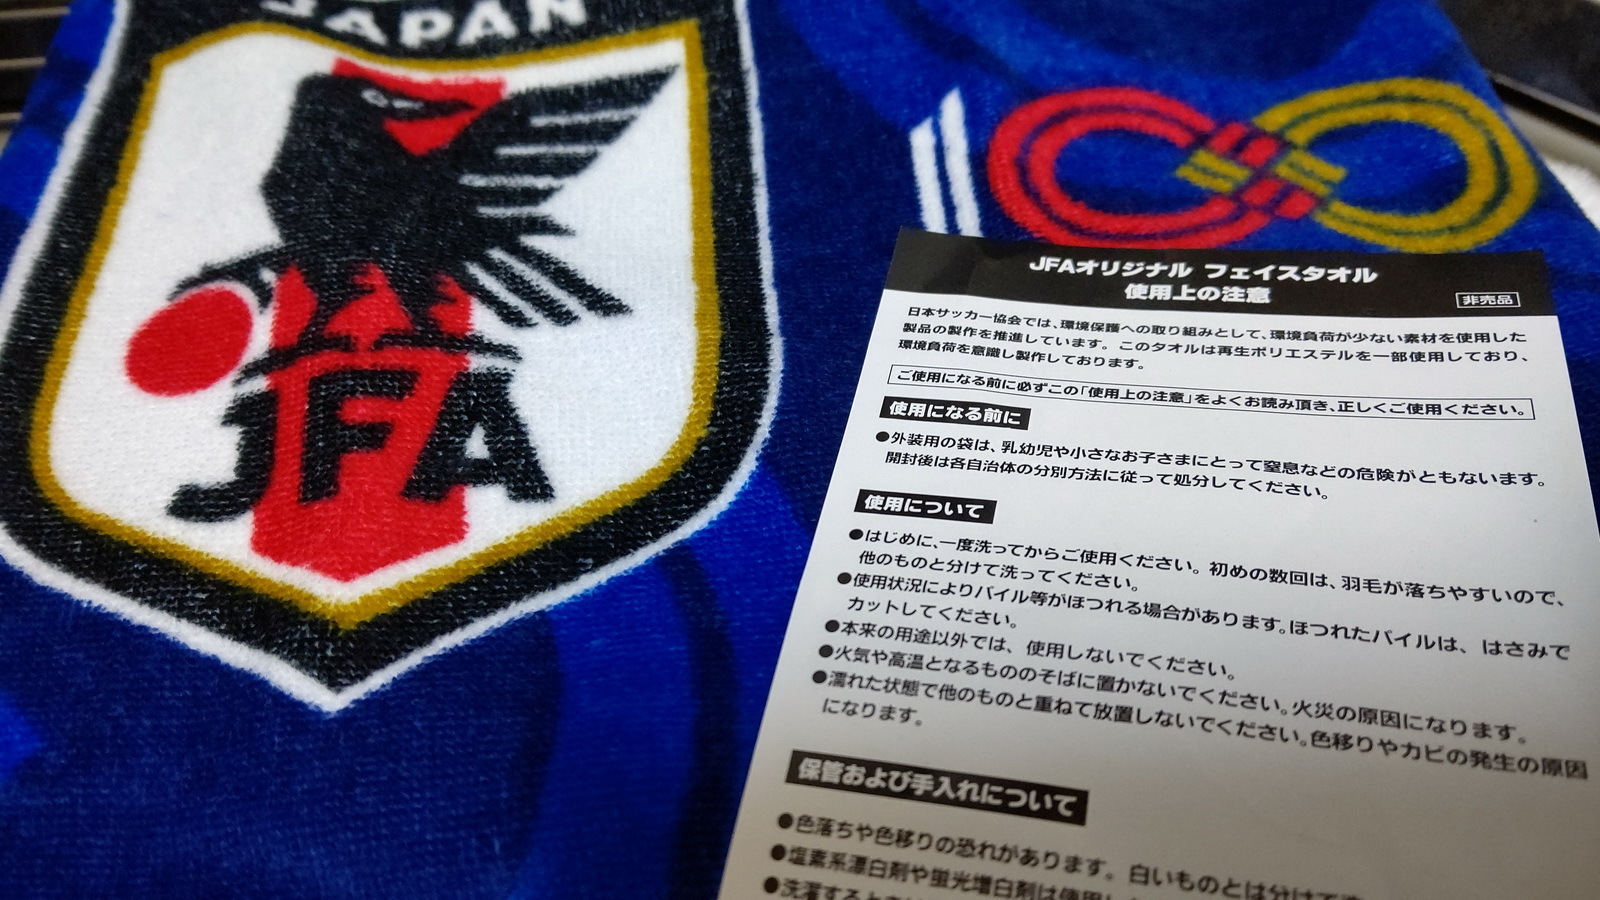 JAPAN
JFA
JFAオリジナル フェイスタオル
使用上の注意
非売品
日本サッカー協会では、環境保護への取り組みとして、環境負荷が少ない素材を使用した
製品の製作を推進しています。このタオルは再生ポリエステルを一部使用しており、
環境負荷を意識し製作しております。
ご使用になる前に必ずこの「使用上の注意」をよくお読み頂き、正しくご使用ください。
使用になる前に
●外装用の袋は、乳幼児や小さなお子さまにとって窒息などの危険がともないます。
開封後は各自治体の分別方法に従って処分してください。
使用について
●はじめに、一度洗ってからご使用ください。初めの数回は、羽毛が落ちやすいので、
他のものと分けて洗ってください。
●使用状況によりパイル等がほつれる場合があります。ほつれたパイルは、はさみで
カットしてください。
●本来の用途以外では、使用しないでください。
●火気や高温となるもののそばに置かないでください。火災の原因になります。
●濡れた状態で他のものと重ねて放置しないでください。色移りやカビの発生の原因
になります。
保管および手入れについて
●色落ちや色移りの恐れがあります。白いものとは分けて
●塩素系漂白剤や蛍光増白剤は使用し
●洗濯すると